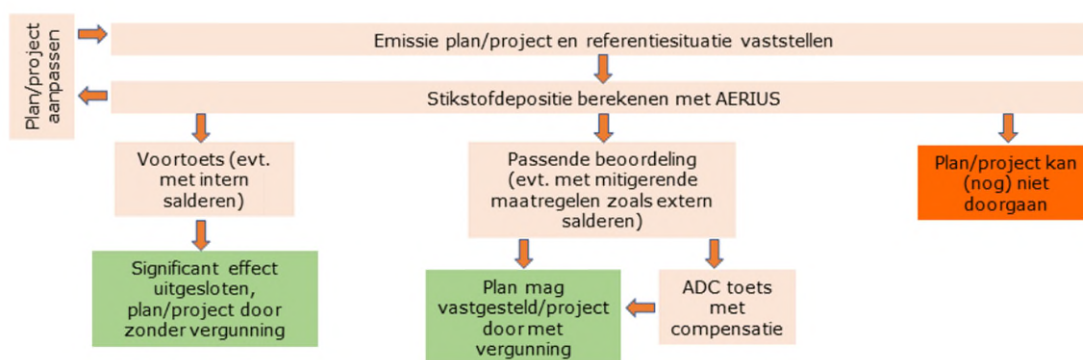 Plan/project
aanpassen
Emissie plan/project en referentiesituatie vaststellen
Stikstofdepositie berekenen met AERIUS
Voortoets (evt.
met intern
salderen)
Passende beoordeling
(evt. met mitigerende
maatregelen zoals extern
salderen)
Plan/project kan
(nog) niet
doorgaan
Significant effect
uitgesloten,
plan/project door
zonder vergunning
Plan mag
vastgesteld/project
door met
vergunning
ADC toets
met
compensatie